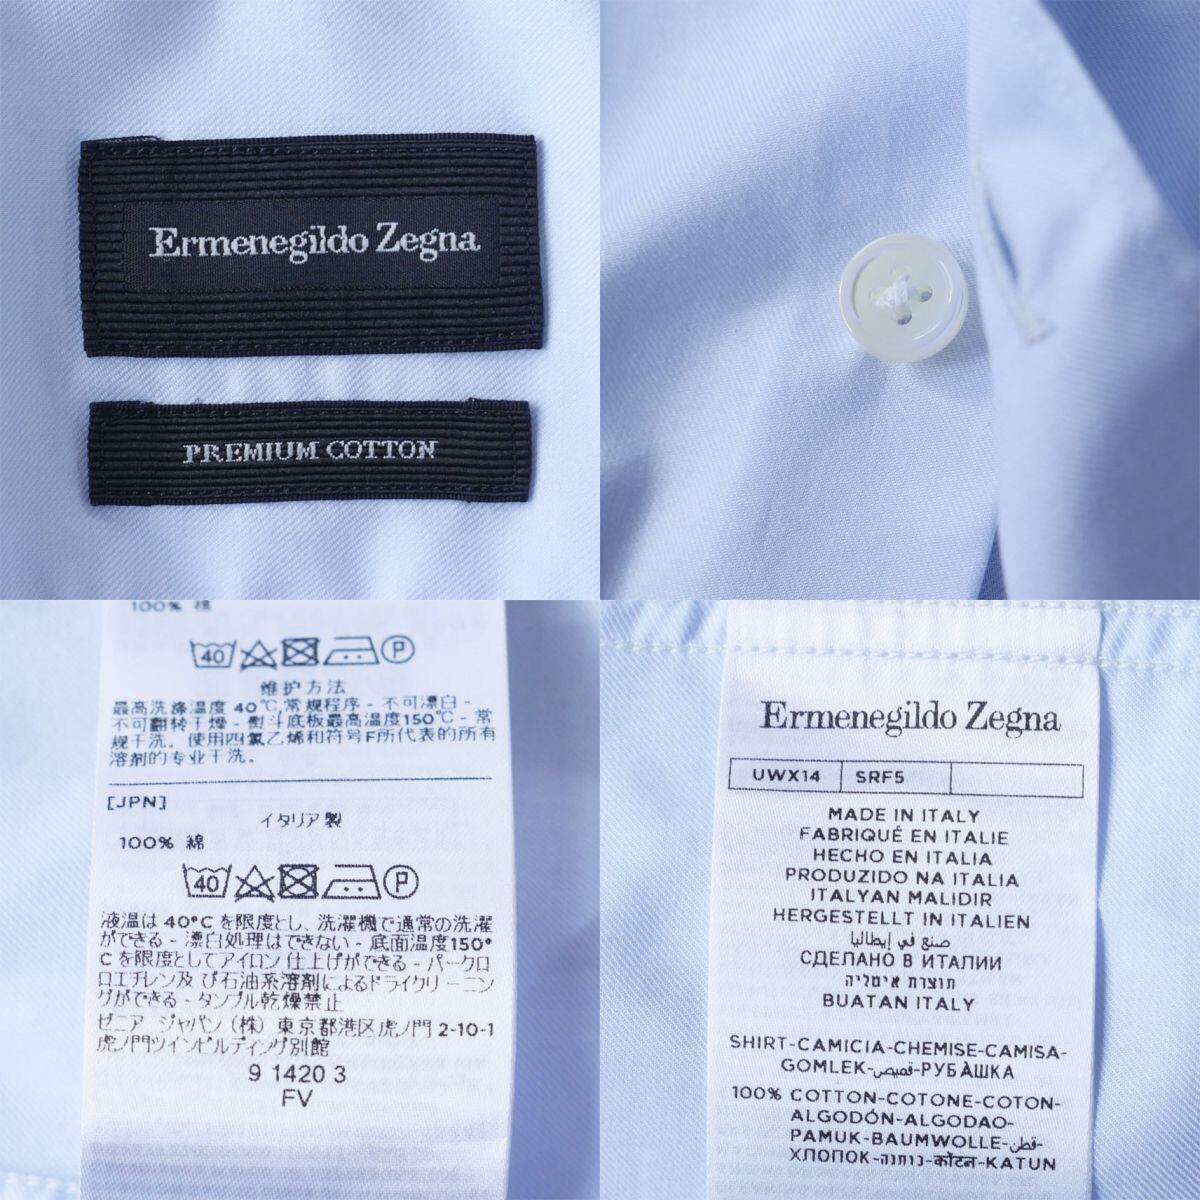 Ermenegildo Zegna
PREMIUM COTTON
100% 棉
40 P
维护方法
最高洗涤温度 40℃,常规程序 - 不可漂白 -
不可翻转干燥 - 熨斗底板最高温度150℃ - 常
规干洗。使用四氯乙烯和符号F所代表的所有
溶剂的专业干洗。
[JPN]
イタリア製
100% 綿
40 P
液温は 40°C を限度とし、洗濯機で通常の洗濯
ができる - 漂白処理はできない - 底面温度150°
C を限度としてアイロン 仕上げができる - パークロ
ロエチレン及 び石油系溶剤によるドライクリーニン
グができる - タンブル乾燥禁止
ゼニア ジャパン (株) 東京都港区虎ノ門 2-10-1
虎ノ門ツインビルディング別館
9 1420 3
FV
Ermenegildo Zegna
UWX14 SRF5
MADE IN ITALY
FABRIQUÉ EN ITALIE
HECHO EN ITALIA
PRODUZIDO NA ITALIA
ITALYAN MALIDIR
HERGESTELLT IN ITALIEN
صنع في إيطاليا
СДЕЛАНО В ИТАЛИИ
תוצרת איטליה
BUATAN ITALY
SHIRT-CAMICIA-CHEMISE-CAMISA-
GOMLEK-قميص-РУБАШКА
100% COTTON-COTONE-COTON-
ALGODÓN-ALGODAO-
PAMUK-BAUMWOLLE-قطن-
ХЛОПОК-כותנה-कॉटन-KATUN